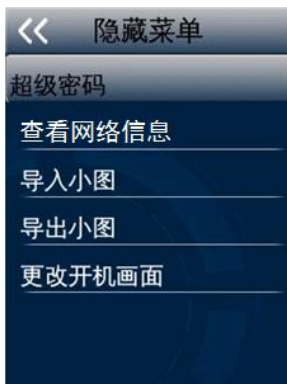 隐藏菜单
超级密码
查看网络信息
导入小图
导出小图
更改开机画面